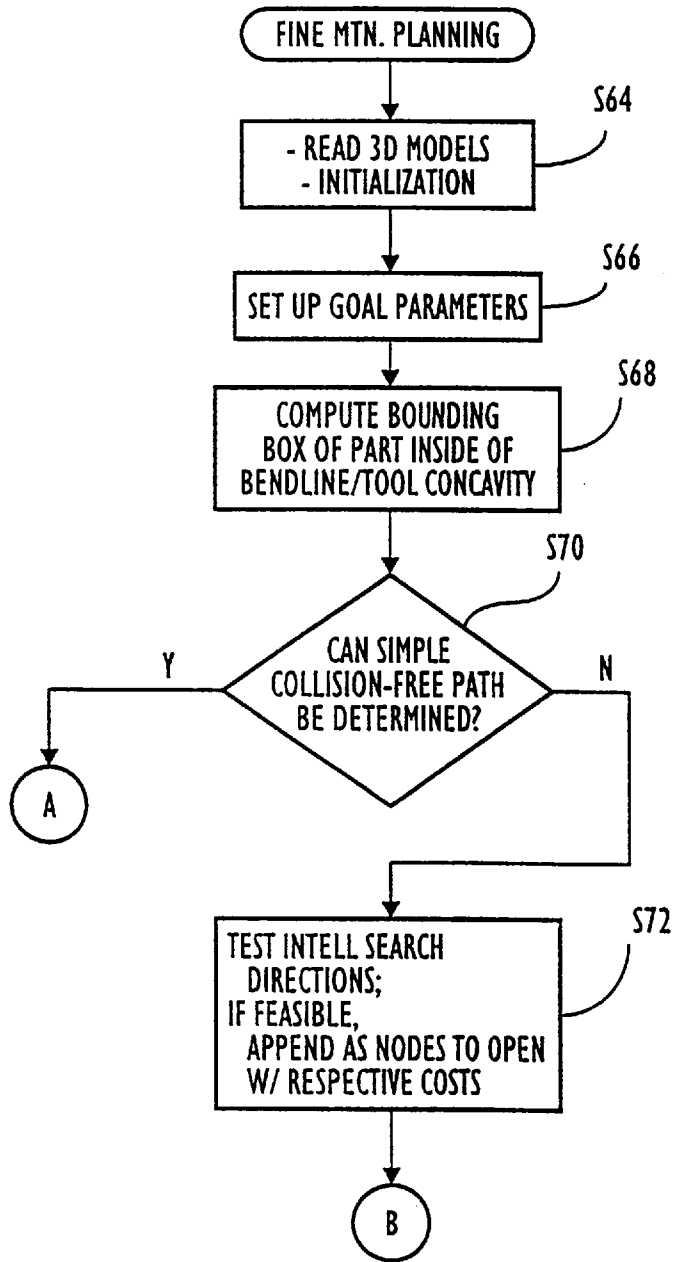 FINE MTN. PLANNING
S64
- READ 3D MODELS
- INITIALIZATION
S66
SET UP GOAL PARAMETERS
S68
COMPUTE BOUNDING
BOX OF PART INSIDE OF
BENDLINE/TOOL CONCAVITY
S70
CAN SIMPLE
COLLISION-FREE PATH
BE DETERMINED?
Y
N
A
S72
TEST INTELL SEARCH
DIRECTIONS;
IF FEASIBLE,
APPEND AS NODES TO OPEN
W/ RESPECTIVE COSTS
B